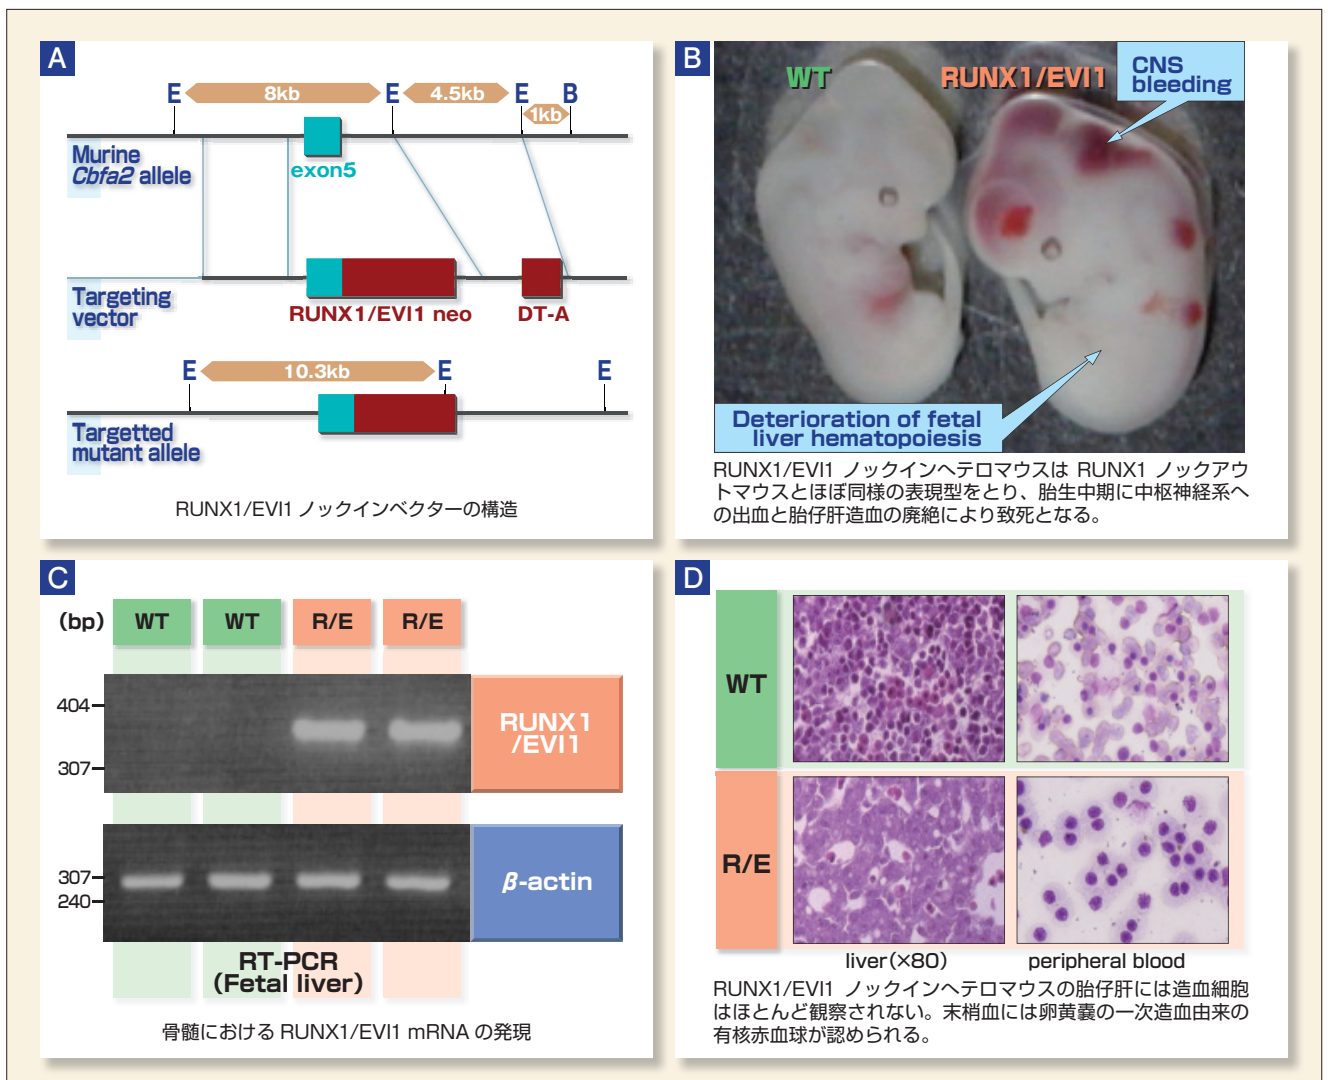 A
E
8kb
E
4.5kb
E
B
1kb
exon5
Murine
Cbfa2 allele
Targeting
vector
RUNX1/EVI1 neo
DT-A
E
10.3kb
E
E
Targetted
mutant allele
RUNX1/EVI1 ノックインベクターの構造
B
WT
RUNX1/EVI1
CNS
bleeding
Deterioration of fetal
liver hematopoiesis
RUNX1/EVI1 ノックインヘテロマウスは RUNX1 ノックアウ
トマウスとほぼ同様の表現型をとり、胎生中期に中枢神経系へ
の出血と胎仔肝造血の廃絶により致死となる。
C
(bp)
WT
WT
R/E
R/E
404
307
RUNX1
/EVI1
307
240
β-actin
RT-PCR
(Fetal liver)
骨髄における RUNX1/EVI1 mRNA の発現
D
WT
R/E
liver(×80)
peripheral blood
RUNX1/EVI1 ノックインヘテロマウスの胎仔肝には造血細胞
はほとんど観察されない。末梢血には卵黄嚢の一次造血由来の
有核赤血球が認められる。